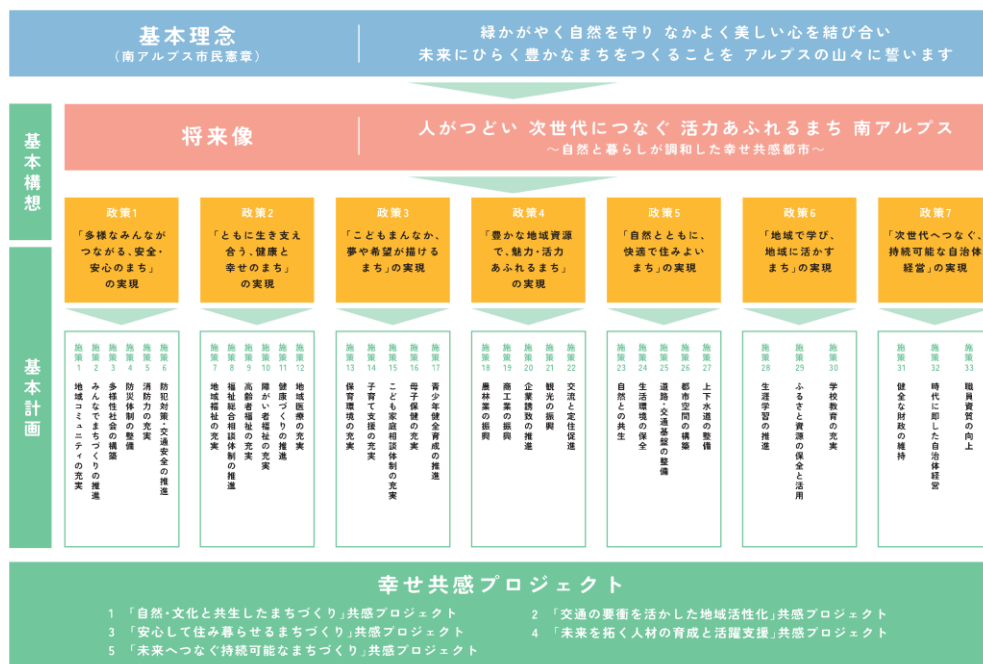 基本理念
(南アルプス市民憲章)
緑かがやく自然を守り なかよく美しい心を結び合い
未来にひらく豊かなまちをつくることを アルプスの山々に誓います
基本構想
将来像
人がつどい 次世代につなぐ 活力あふれるまち 南アルプス
〜自然と暮らしが調和した幸せ共感都市〜
政策1
「多様なみんなが
つながる、安全・
安心のまち」
の実現
政策2
「ともに生き支え
合う、健康と
幸せのまち」
の実現
政策3
「こどもまんなか、
夢や希望が描ける
まち」の実現
政策4
「豊かな地域資源
で、魅力・活力
あふれるまち」
の実現
政策5
「自然とともに、
快適で住みよい
まち」の実現
政策6
「地域で学び、
地域に活かす
まち」の実現
政策7
「次世代へつなぐ、
持続可能な自治体
経営」の実現
基本計画
施策1 地域コミュニティの充実
施策2 みんなでまちづくりの推進
施策3 多様性社会の構築
施策4 防災体制の整備
施策5 消防力の充実
施策6 防犯対策・交通安全の推進
施策7 地域福祉の充実
施策8 福祉総合相談体制の推進
施策9 高齢者福祉の充実
施策10 障がい者福祉の充実
施策11 健康づくりの推進
施策12 地域医療の充実
施策13 保育環境の充実
施策14 子育て支援の充実
施策15 こども家庭相談体制の充実
施策16 母子保健の充実
施策17 青少年健全育成の推進
施策18 農林業の振興
施策19 商工業の振興
施策20 企業誘致の推進
施策21 観光の振興
施策22 交流と定住促進
施策23 自然との共生
施策24 生活環境の保全
施策25 道路・交通基盤の整備
施策26 都市空間の構築
施策27 上下水道の整備
施策28 生涯学習の推進
施策29 ふるさと資源の保全と活用
施策30 学校教育の充実
施策31 健全な財政の維持
施策32 時代に即した自治体経営
施策33 職員資質の向上
幸せ共感プロジェクト
1 「自然・文化と共生したまちづくり」共感プロジェクト
2 「交通の要衝を活かした地域活性化」共感プロジェクト
3 「安心して住み暮らせるまちづくり」共感プロジェクト
4 「未来を拓く人材の育成と活躍支援」共感プロジェクト
5 「未来へつなぐ持続可能なまちづくり」共感プロジェクト